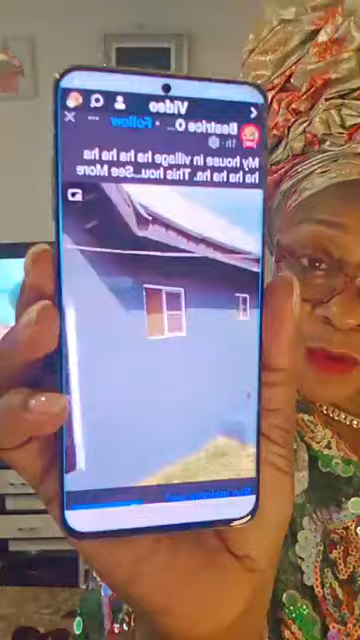 Video
Beatrice O... • Follow
1h
My house in village ha ha ha ha
ha ha ha ha. This hou...See More